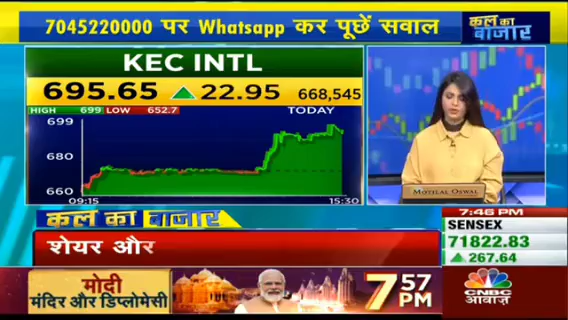 7045220000 पर Whatsapp कर पूछें सवाल
कल का
बाजार
KEC INTL
695.65 ▲ 22.95 668,545
HIGH 699 LOW 652.7 TODAY
699
680
660
09:15 15:30
MOTILAL OSWAL
कल का बाजार
शेयर और
7:46 PM
SENSEX
71822.83
▲ 267.64
मोदी
मंदिर और डिप्लोमेसी
7 57
PM
CNBC
आवाज़